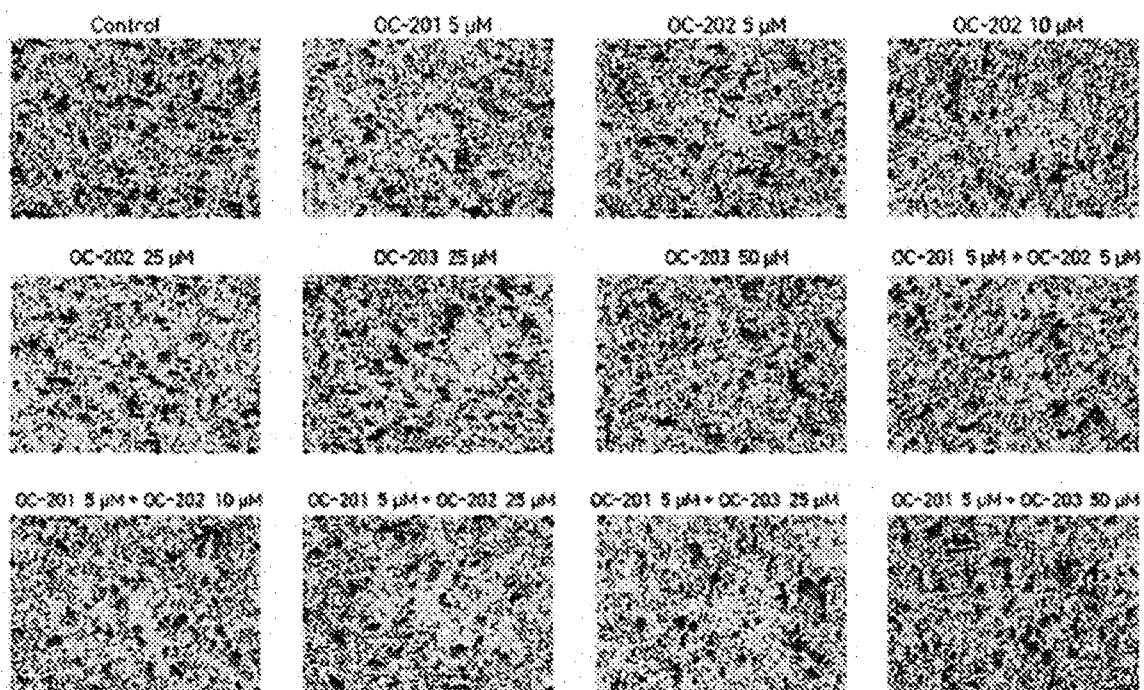 Control
OC-201 5 µM
OC-202 5 µM
OC-202 10 µM
OC-202 25 µM
OC-203 25 µM
OC-203 50 µM
OC-201 5 µM + OC-202 5 µM
OC-201 5 µM + OC-202 10 µM
OC-201 5 µM + OC-202 25 µM
OC-201 5 µM + OC-203 25 µM
OC-201 5 µM + OC-203 50 µM